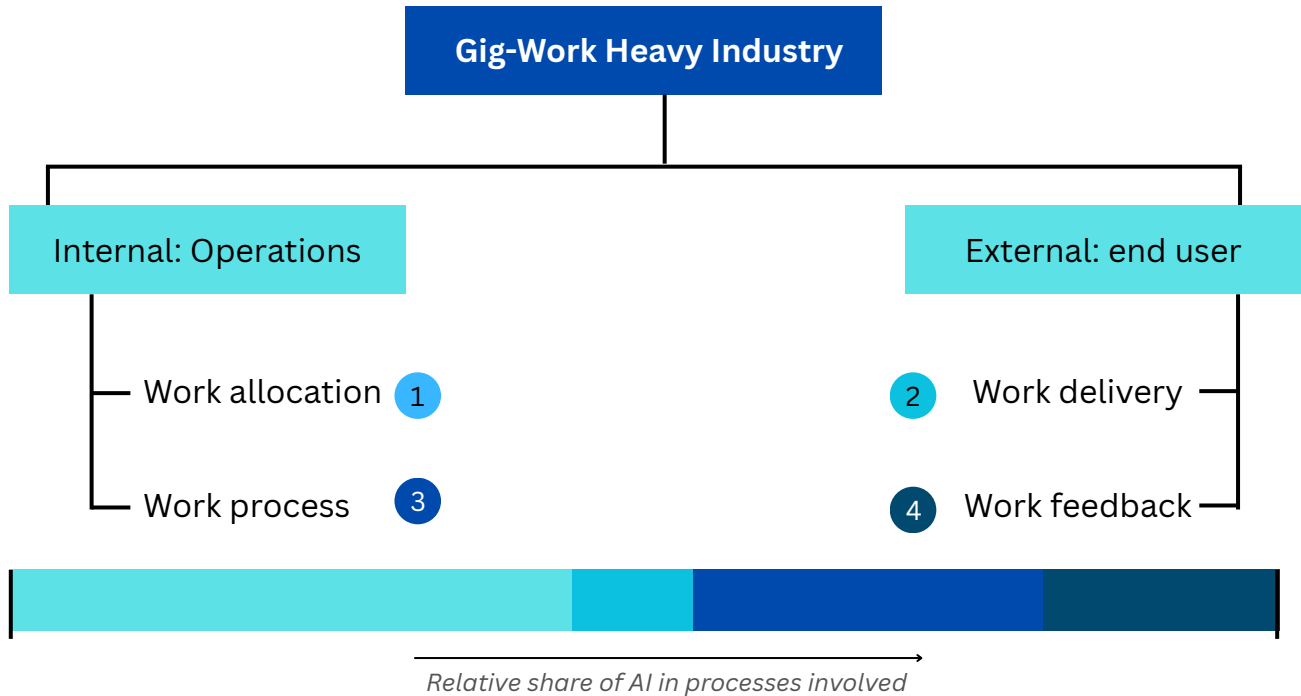 Gig-Work Heavy Industry
Internal: Operations
External: end user
Work allocation
1
2
Work delivery
Work process
3
4
Work feedback
Relative share of AI in processes involved